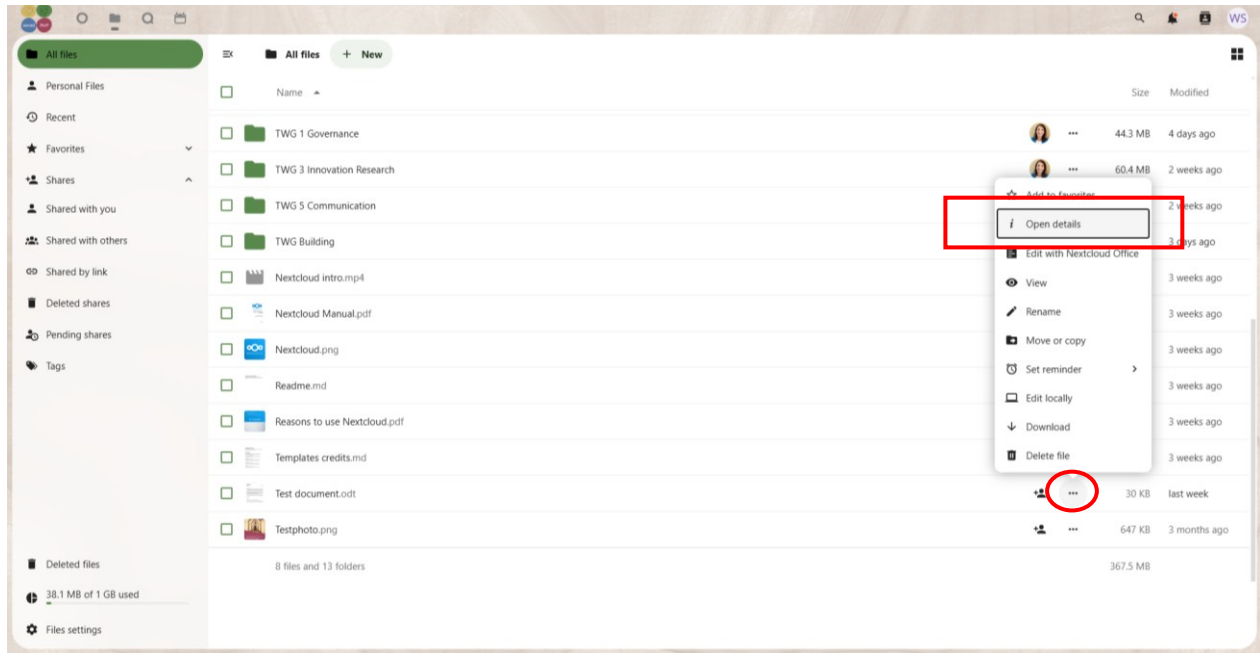 WS
All files
All files + New
Personal Files
Name Size Modified
Recent
TWG 1 Governance 44.3 MB 4 days ago
Favorites
TWG 3 Innovation Research 60.4 MB 2 weeks ago
Shares
Add to favorites
Shared with you
TWG 5 Communication 2 weeks ago
Open details
Shared with others
TWG Building 3 days ago
Edit with Nextcloud Office
Shared by link
Nextcloud intro.mp4 3 weeks ago
View
Deleted shares
Nextcloud Manual.pdf Rename 3 weeks ago
Pending shares
Move or copy
Nextcloud.png 3 weeks ago
Tags
Set reminder
Readme.md 3 weeks ago
Edit locally
Reasons to use Nextcloud.pdf Download 3 weeks ago
Templates credits.md Delete file 3 weeks ago
Test document.odt 30 KB last week
Testphoto.png 647 KB 3 months ago
Deleted files
8 files and 13 folders 367.5 MB
38.1 MB of 1 GB used
Files settings